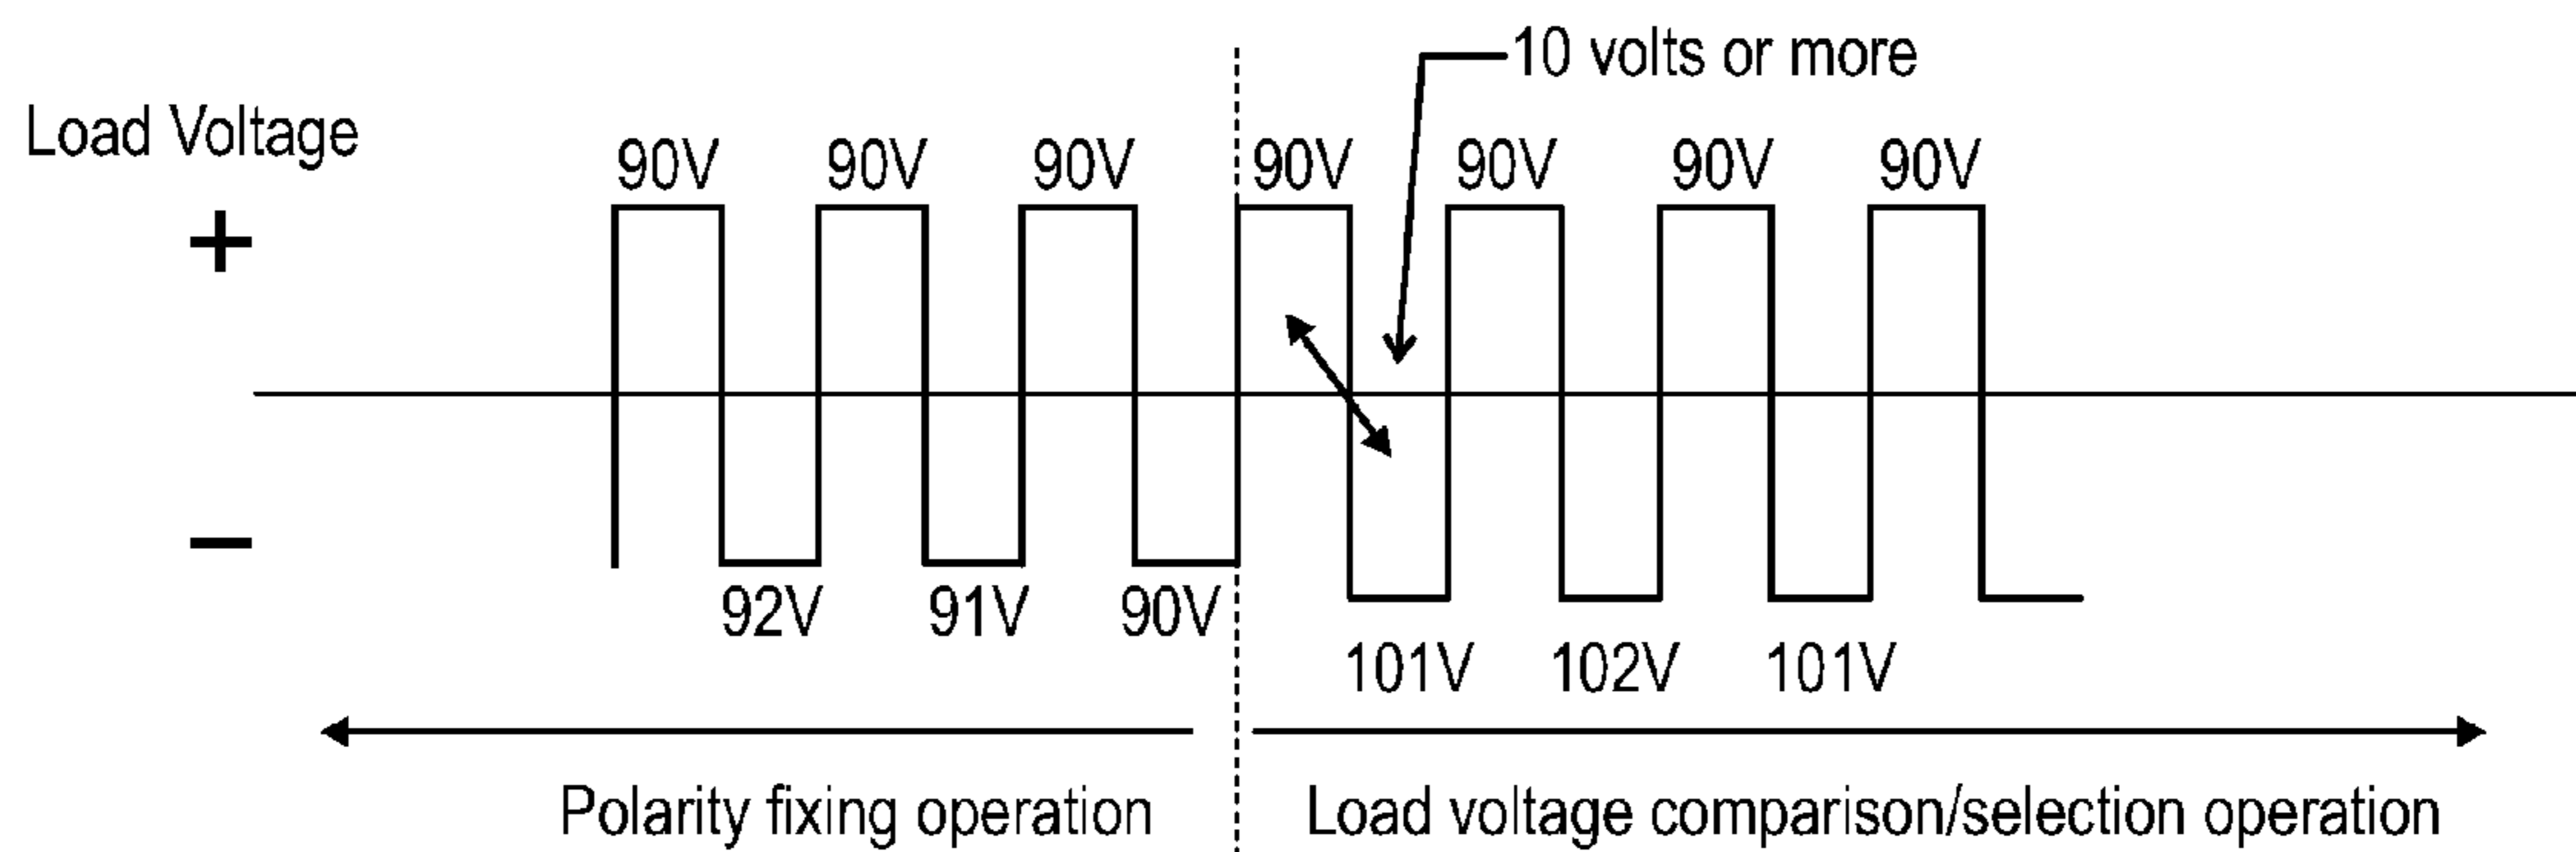 10 volts or more
Load Voltage
90V 90V 90V 90V 90V 90V 90V
+
−
92V 91V 90V
101V 102V 101V
Polarity fixing operation
Load voltage comparison/selection operation